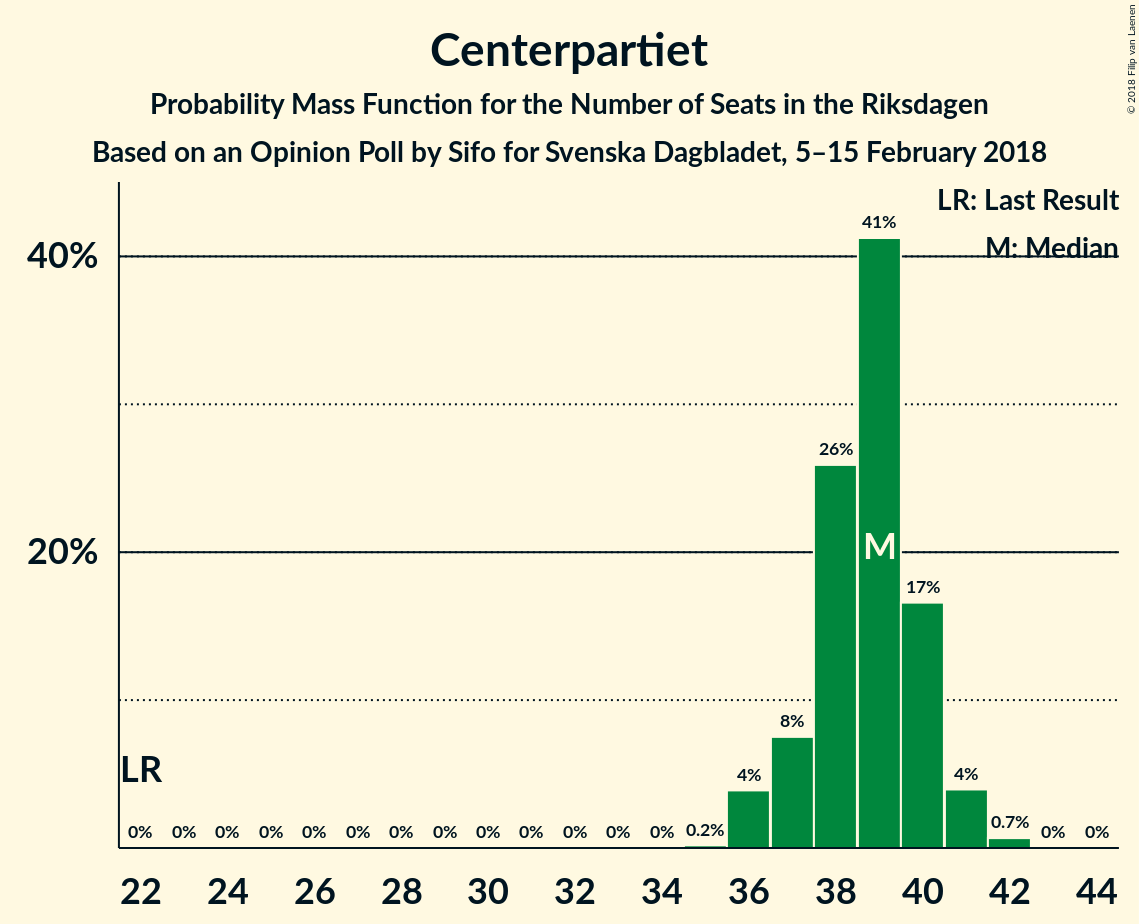 Centerpartiet
Probability Mass Function for the Number of Seats in the Riksdagen
Based on an Opinion Poll by Sifo for Svenska Dagbladet, 5–15 February 2018
© 2018 Filip van Laenen
LR: Last Result
M: Median
40%
20%
41%
26%
M
17%
8%
LR
4%
4%
0% 0% 0% 0% 0% 0% 0% 0% 0% 0% 0% 0% 0% 0.2% 0.7% 0% 0%
22 24 26 28 30 32 34 36 38 40 42 44